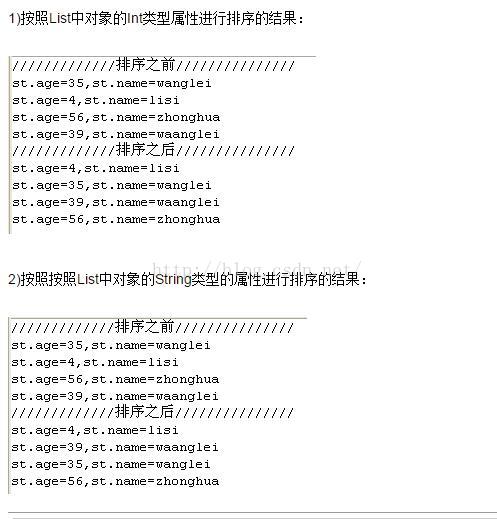 1)按照List中对象的Int类型属性进行排序的结果：
/////////////排序之前///////////////
st.age=35,st.name=wanglei
st.age=4,st.name=lisi
st.age=56,st.name=zhonghua
st.age=39,st.name=waanglei
/////////////排序之后///////////////
st.age=4,st.name=lisi
st.age=35,st.name=wanglei
st.age=39,st.name=waanglei
st.age=56,st.name=zhonghua
http://blog.csdn.net/
2)按照按照List中对象的String类型的属性进行排序的结果：
/////////////排序之前///////////////
st.age=35,st.name=wanglei
st.age=4,st.name=lisi
st.age=56,st.name=zhonghua
st.age=39,st.name=waanglei
/////////////排序之后///////////////
st.age=4,st.name=lisi
st.age=39,st.name=waanglei
st.age=35,st.name=wanglei
st.age=56,st.name=zhonghua